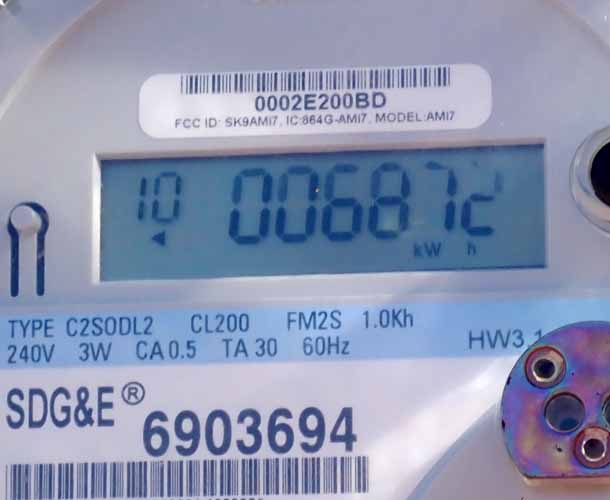 0002E200BD
FCC ID: SK9AMI7, IC:864G-AMI7, MODEL:AMI7
10 006872
kW h
TYPE C2SODL2 CL200 FM2S 1.0Kh
240V 3W CA 0.5 TA 30 60Hz HW3.1
SDG&E®
6903694